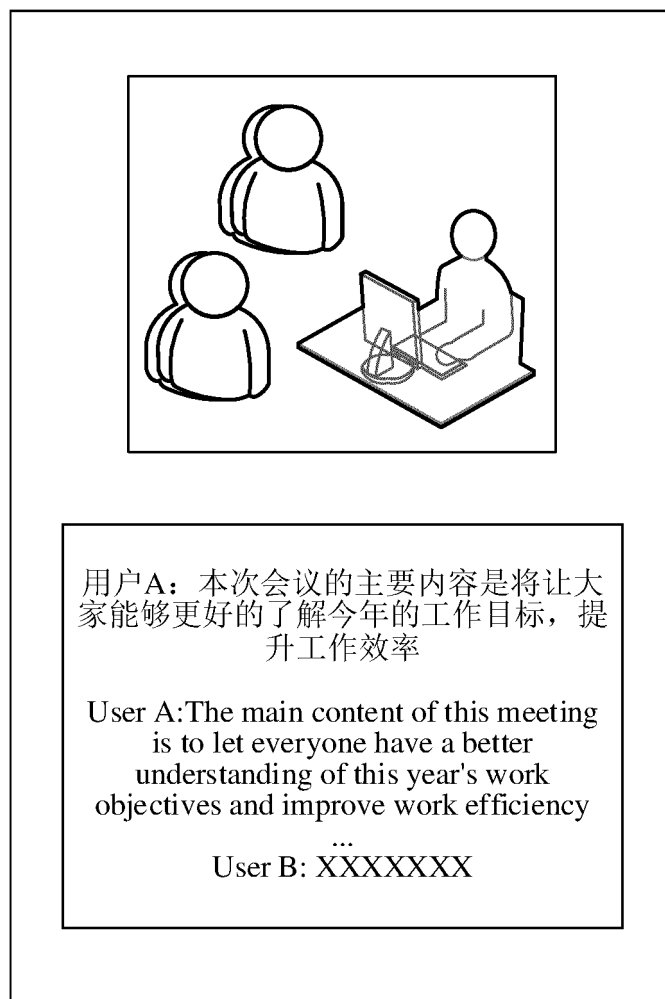 用户A：本次会议的主要内容是将让大
家能够更好的了解今年的工作目标，提
升工作效率
User A:The main content of this meeting
is to let everyone have a better
understanding of this year's work
objectives and improve work efficiency
...
User B: XXXXXXX